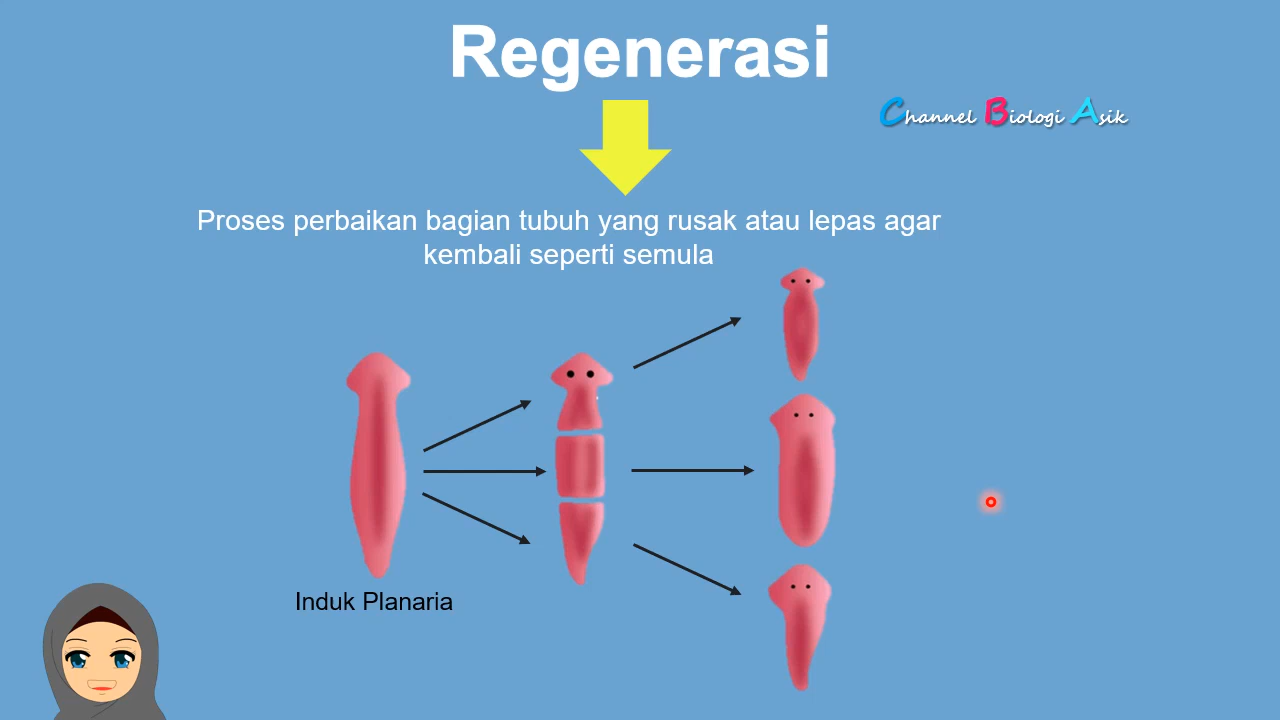 Regenerasi
Channel Biologi Asik
Proses perbaikan bagian tubuh yang rusak atau lepas agar
kembali seperti semula
Induk Planaria